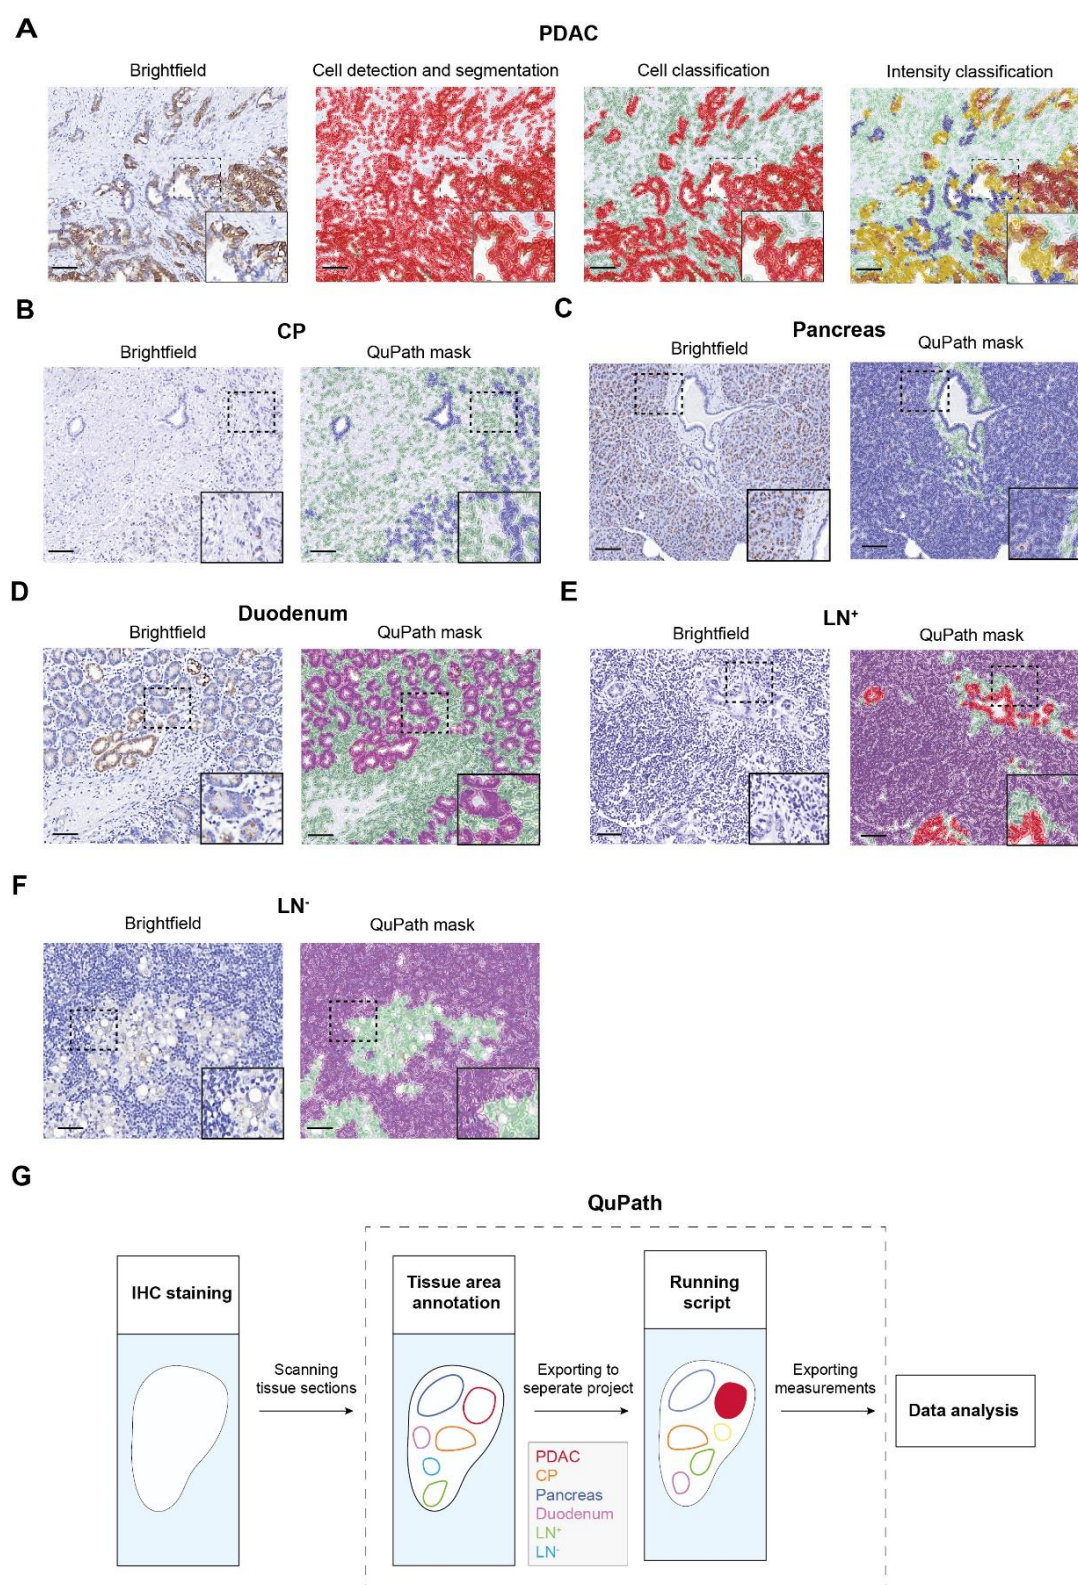 A
PDAC
Brightfield
Cell detection and segmentation
Cell classification
Intensity classification
B
CP
Brightfield
QuPath mask
C
Pancreas
Brightfield
QuPath mask
D
Duodenum
Brightfield
QuPath mask
E
LN⁺
Brightfield
QuPath mask
F
LN⁻
Brightfield
QuPath mask
G
QuPath
IHC staining
Scanning
tissue sections
Tissue area
annotation
Exporting to
seperate project
PDAC
CP
Pancreas
Duodenum
LN⁺
LN⁻
Running
script
Exporting
measurements
Data analysis